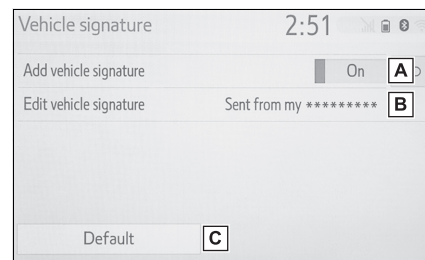 Vehicle signature 2:51
Add vehicle signature On A
Edit vehicle signature Sent from my ********* B
Default C